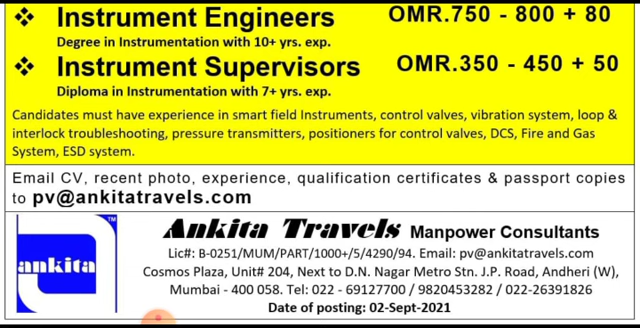 ❖ Instrument Engineers OMR.750 - 800 + 80
Degree in Instrumentation with 10+ yrs. exp.
❖ Instrument Supervisors OMR.350 - 450 + 50
Diploma in Instrumentation with 7+ yrs. exp.
Candidates must have experience in smart field Instruments, control valves, vibration system, loop &
interlock troubleshooting, pressure transmitters, positioners for control valves, DCS, Fire and Gas
System, ESD system.
Email CV, recent photo, experience, qualification certificates & passport copies
to pv@ankitatravels.com
TM
ankita
Ankita Travels Manpower Consultants
Lic#: B-0251/MUM/PART/1000+/5/4290/94. Email: pv@ankitatravels.com
Cosmos Plaza, Unit# 204, Next to D.N. Nagar Metro Stn. J.P. Road, Andheri (W),
Mumbai - 400 058. Tel: 022 - 69127700 / 9820453282 / 022-26391826
Date of posting: 02-Sept-2021